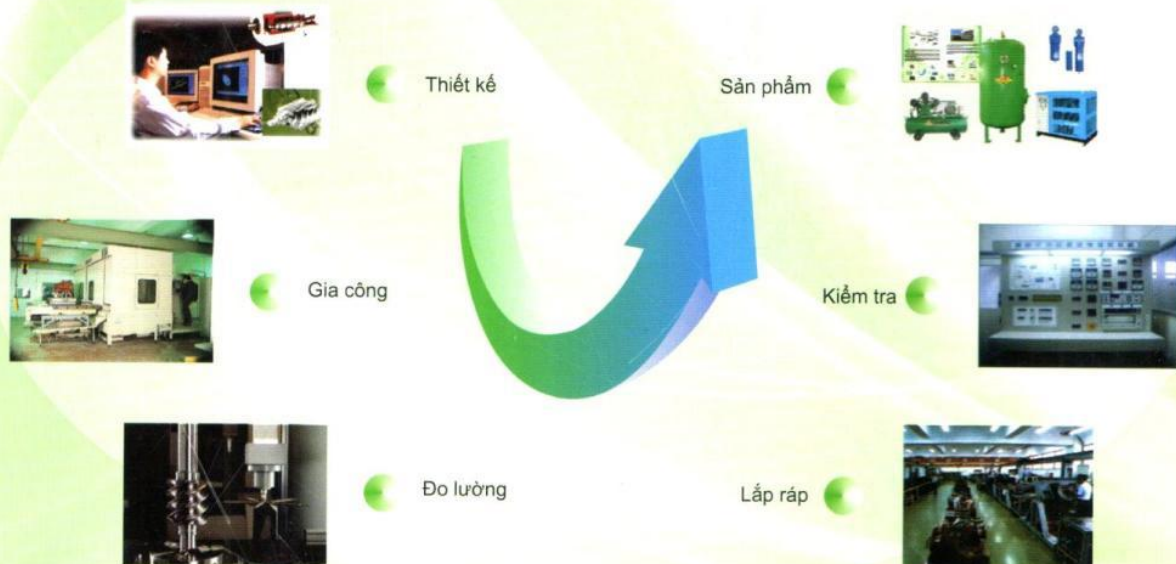 Thiết kế
Sản phẩm
Gia công
Kiểm tra
Đo lường
Lắp ráp